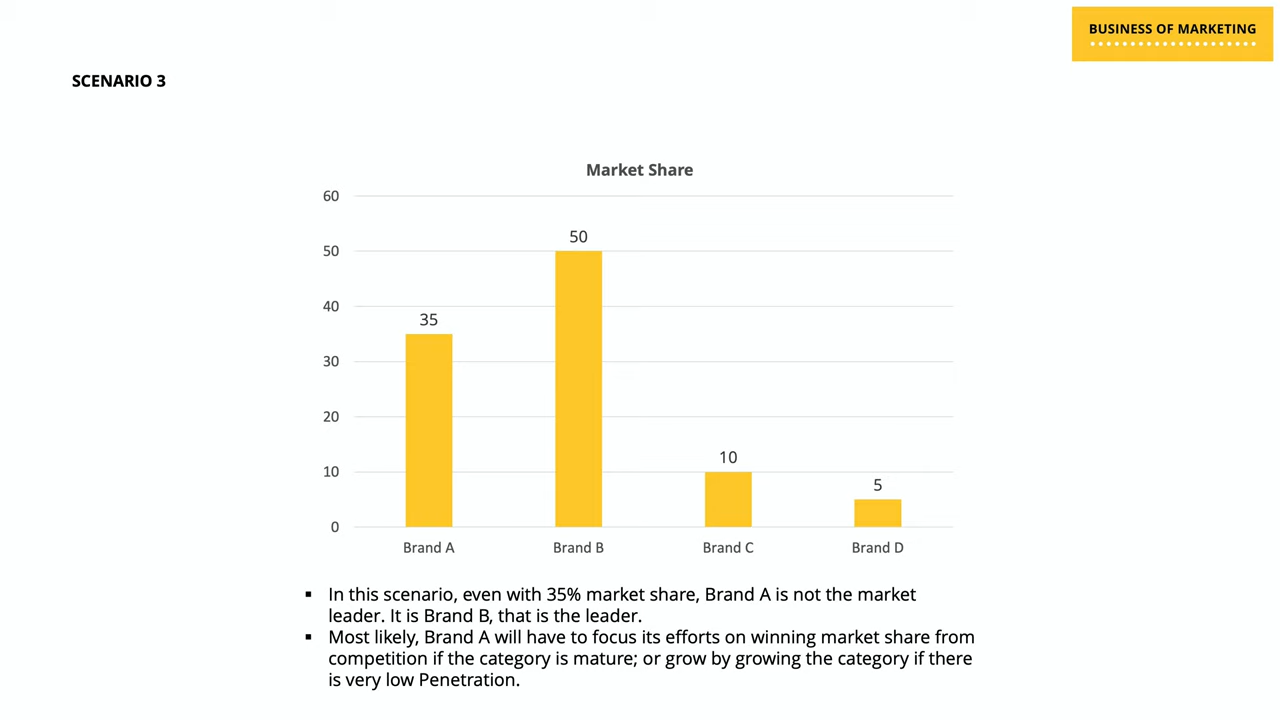 BUSINESS OF MARKETING
SCENARIO 3
Market Share
60
50
40
30
20
10
0
35
50
10
5
Brand A
Brand B
Brand C
Brand D
▪ In this scenario, even with 35% market share, Brand A is not the market
leader. It is Brand B, that is the leader.
▪ Most likely, Brand A will have to focus its efforts on winning market share from
competition if the category is mature; or grow by growing the category if there
is very low Penetration.